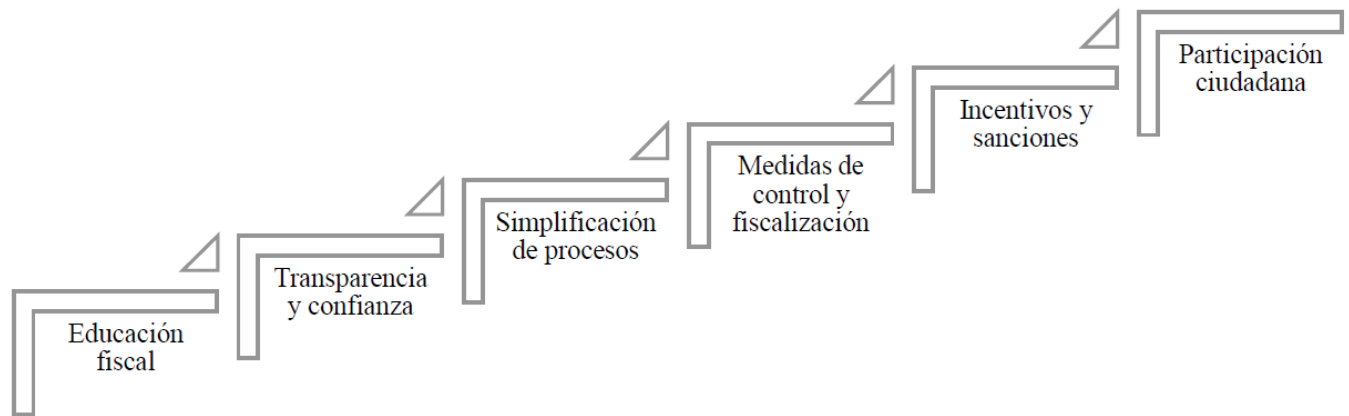 Educación
fiscal
Transparencia
y confianza
Simplificación
de procesos
Medidas de
control y
fiscalización
Incentivos y
sanciones
Participación
ciudadana